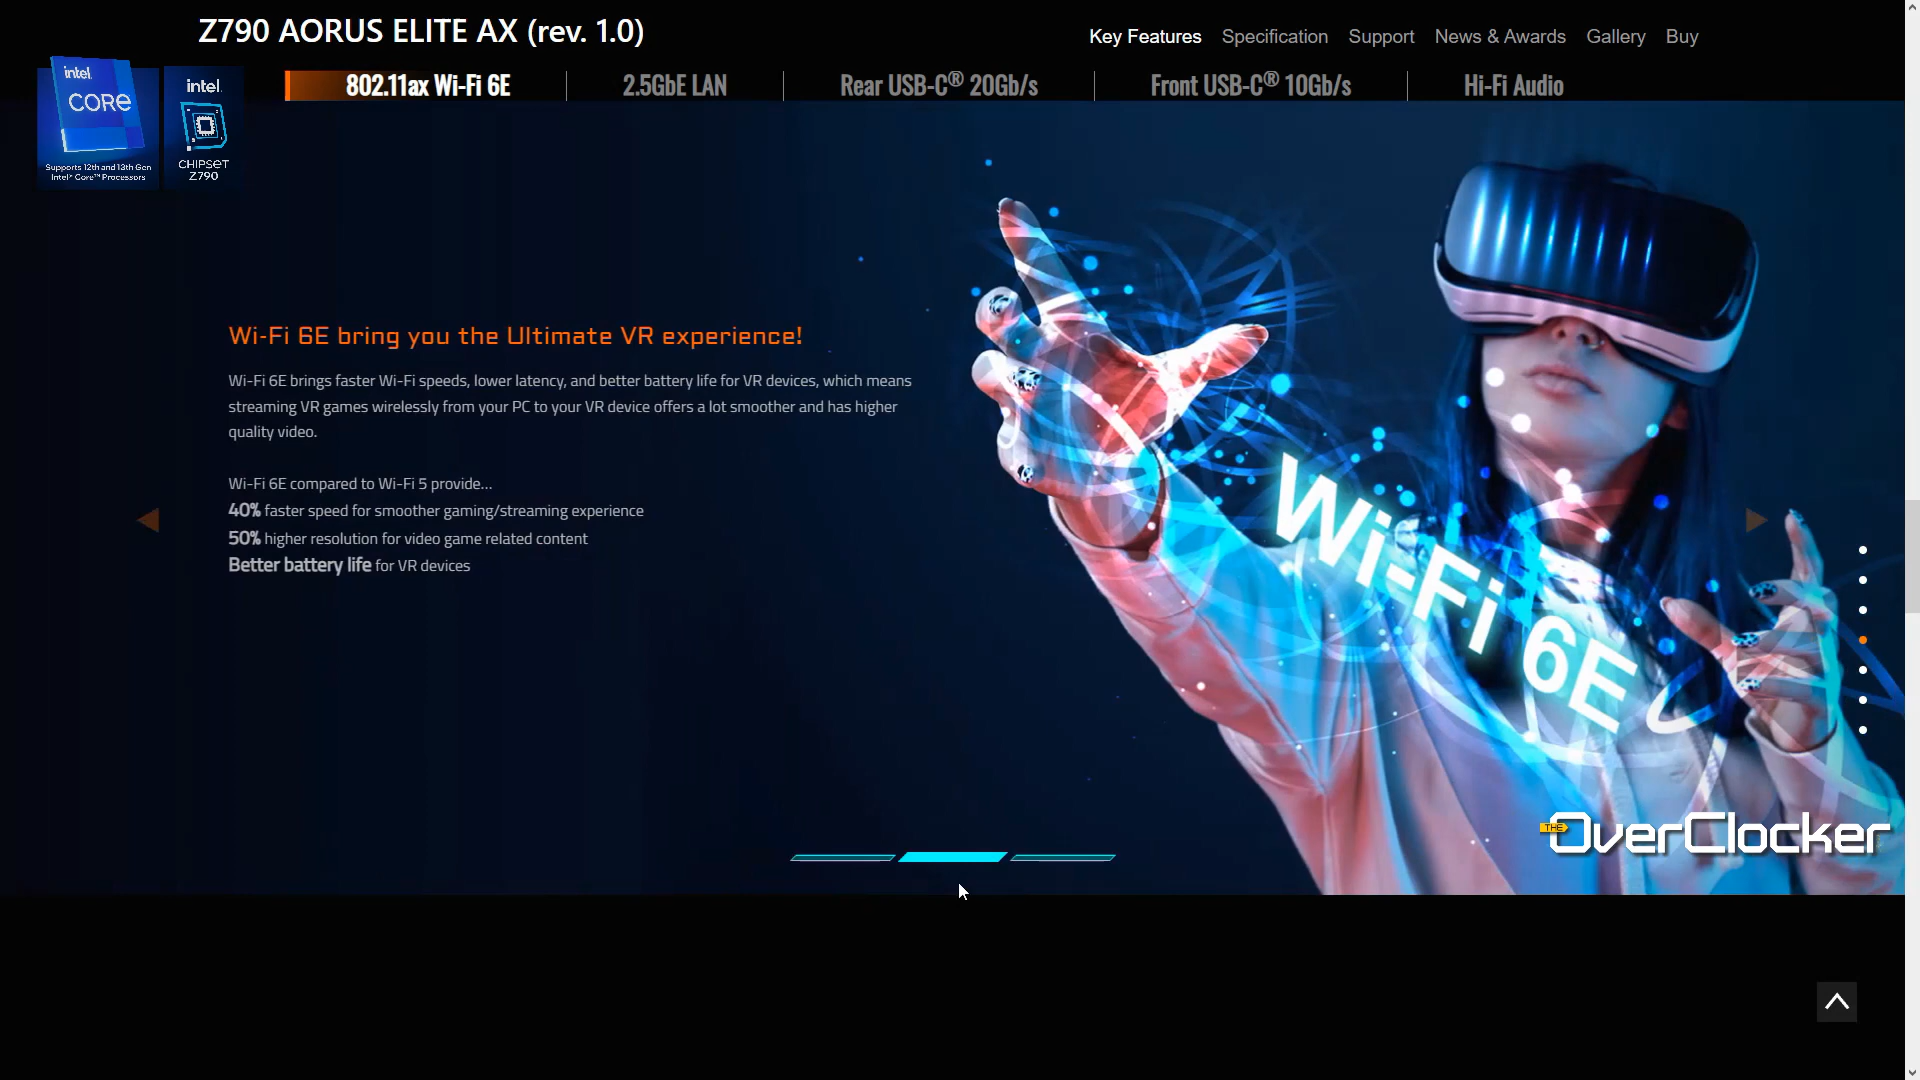 Z790 AORUS ELITE AX (rev. 1.0)
Key Features Specification Support News & Awards Gallery Buy
802.11ax Wi-Fi 6E
2.5GbE LAN
Rear USB-C® 20Gb/s
Front USB-C® 10Gb/s
Hi-Fi Audio
intel
CORE
Supports 12th and 13th Gen
Intel® Core™ Processors
intel
CHIPSET
Z790
Wi-Fi 6E bring you the Ultimate VR experience!
Wi-Fi 6E brings faster Wi-Fi speeds, lower latency, and better battery life for VR devices, which means
streaming VR games wirelessly from your PC to your VR device offers a lot smoother and has higher
quality video.
Wi-Fi 6E compared to Wi-Fi 5 provide...
40% faster speed for smoother gaming/streaming experience
50% higher resolution for video game related content
Better battery life for VR devices
Wi-Fi 6E
THE OverClocker